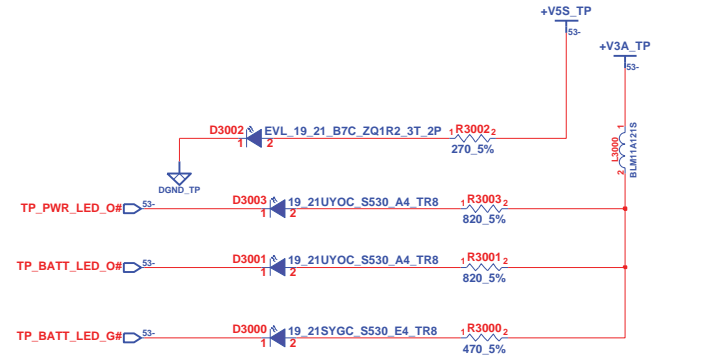 +V5S_TP
53-
+V3A_TP
53-
D3002 EVL_19_21_B7C_ZQ1R2_3T_2P 1 R3002 2
1 2 270_5%
L3000 1 2 BLM11A121S
DGND_TP
TP_PWR_LED_O# 53- D3003 19_21UYOC_S530_A4_TR8 1 R3003 2
1 2 820_5%
TP_BATT_LED_O# 53- D3001 19_21UYOC_S530_A4_TR8 1 R3001 2
1 2 820_5%
TP_BATT_LED_G# 53- D3000 19_21SYGC_S530_E4_TR8 1 R3000 2
1 2 470_5%